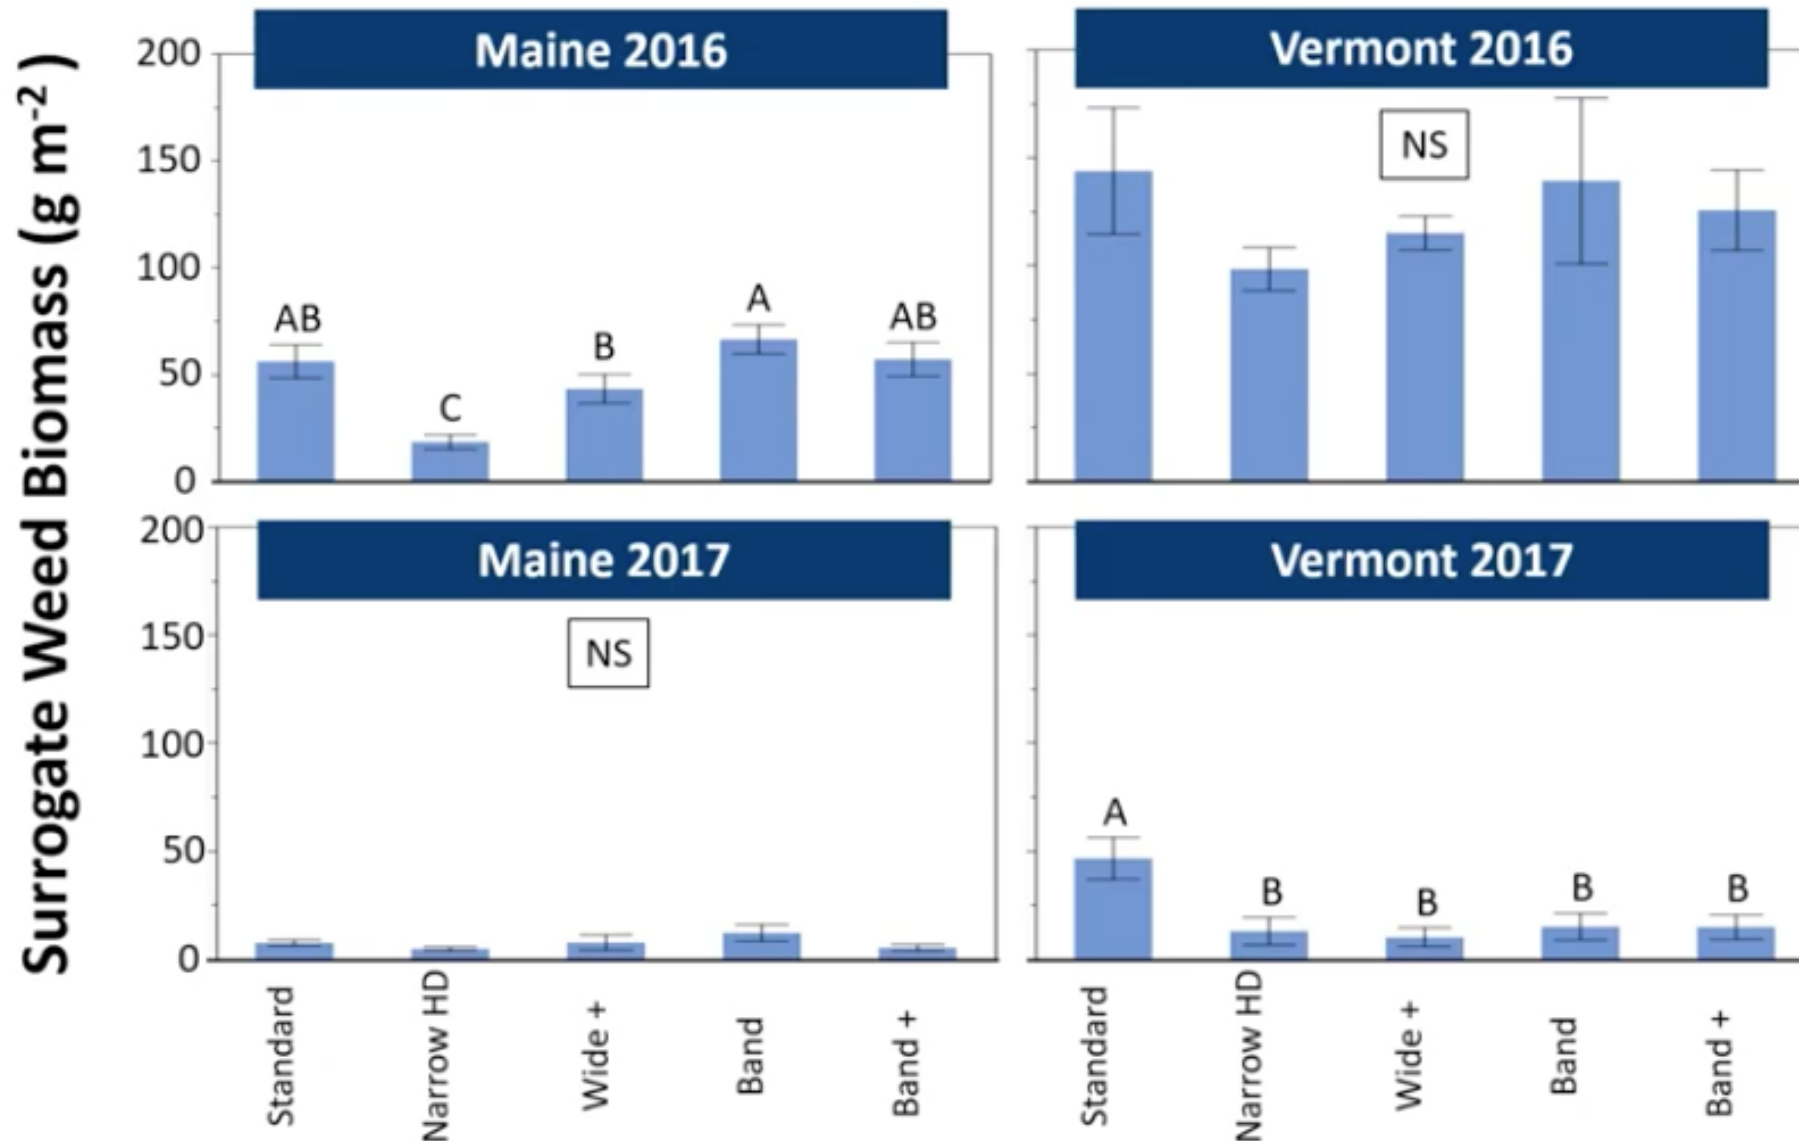 Surrogate Weed Biomass (g m⁻²)
Maine 2016
200
150
100
50
0
AB
C
B
A
AB
Vermont 2016
NS
Maine 2017
200
150
100
50
0
NS
Vermont 2017
A
B
B
B
B
Standard
Narrow HD
Wide +
Band
Band +
Standard
Narrow HD
Wide +
Band
Band +